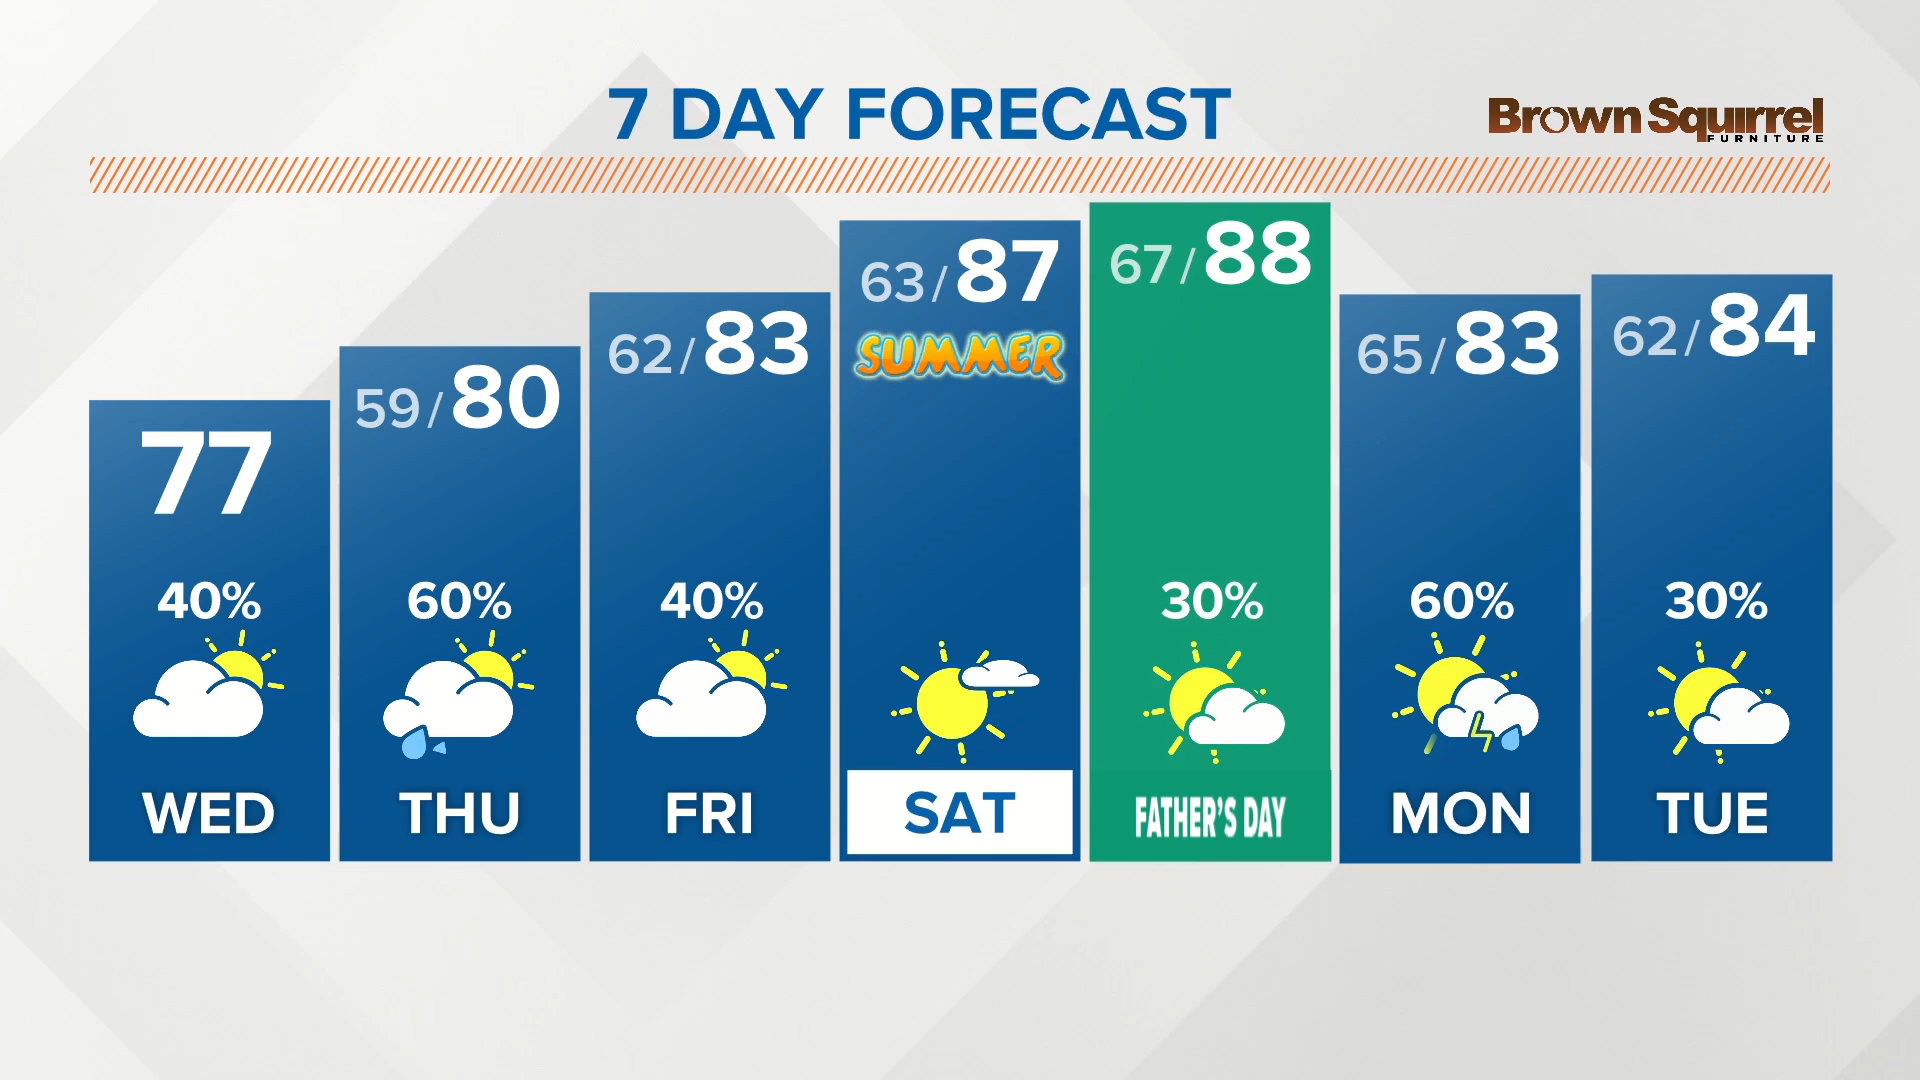 7 DAY FORECAST
Brown Squirrel
FURNITURE
77
40%
WED
59/80
60%
THU
62/83
40%
FRI
63/87
SUMMER
SAT
67/88
30%
FATHER'S DAY
65/83
60%
MON
62/84
30%
TUE